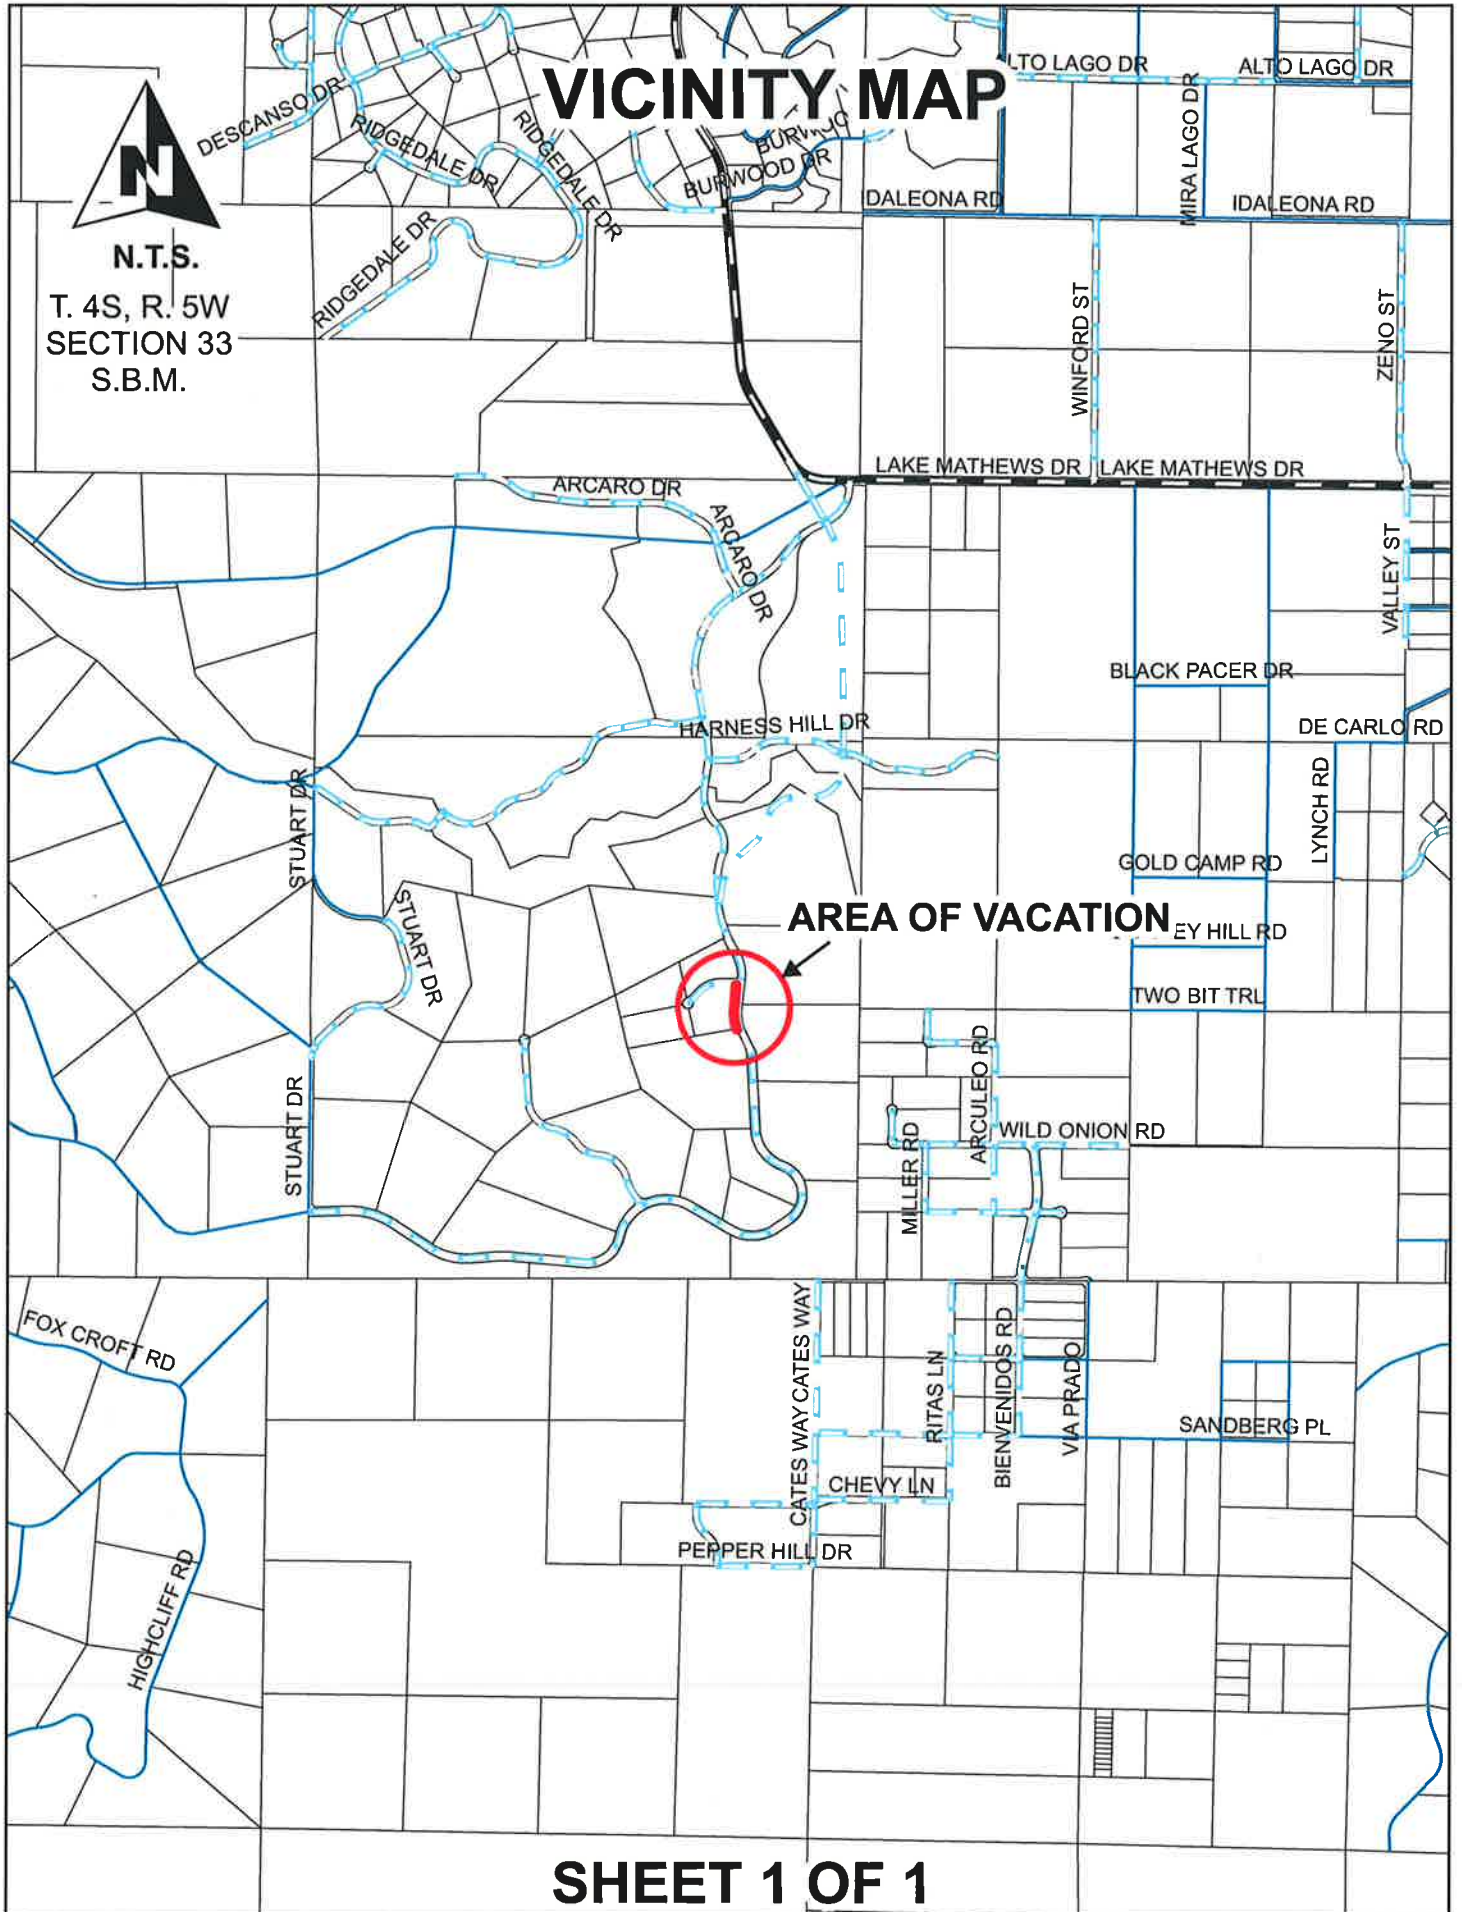 VICINITY MAP
N
N.T.S.
T. 4S, R. 5W
SECTION 33
S.B.M.
DESCANSO DR
RIDGEDALE DR
RIDGEDALE DR
RIDGEDALE DR
BURWOOD DR
LTO LAGO DR
ALTO LAGO DR
MIRA LAGO DR
IDALEONA RD
IDALEONA RD
WINFORD ST
ZENO ST
LAKE MATHEWS DR
LAKE MATHEWS DR
ARCARO DR
ARCARO DR
VALLEY ST
BLACK PACER DR
HARNESS HILL DR
DE CARLO RD
LYNCH RD
STUART DR
GOLD CAMP RD
STUART DR
AREA OF VACATION
EY HILL RD
TWO BIT TRL
STUART DR
ARCULEO RD
WILD ONION RD
MILLER RD
FOX CROFT RD
CATES WAY
CATES WAY
RITAS LN
BIENVENIDOS RD
VIA PRADO
SANDBERG PL
CHEVY LN
PEPPER HILL DR
HIGHCLIFF RD
SHEET 1 OF 1